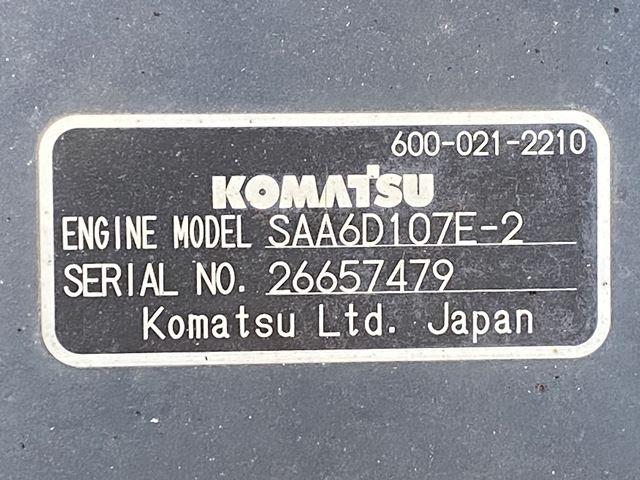 600-021-2210
KOMATSU
ENGINE MODEL SAA6D107E-2
SERIAL NO. 26657479
Komatsu Ltd. Japan